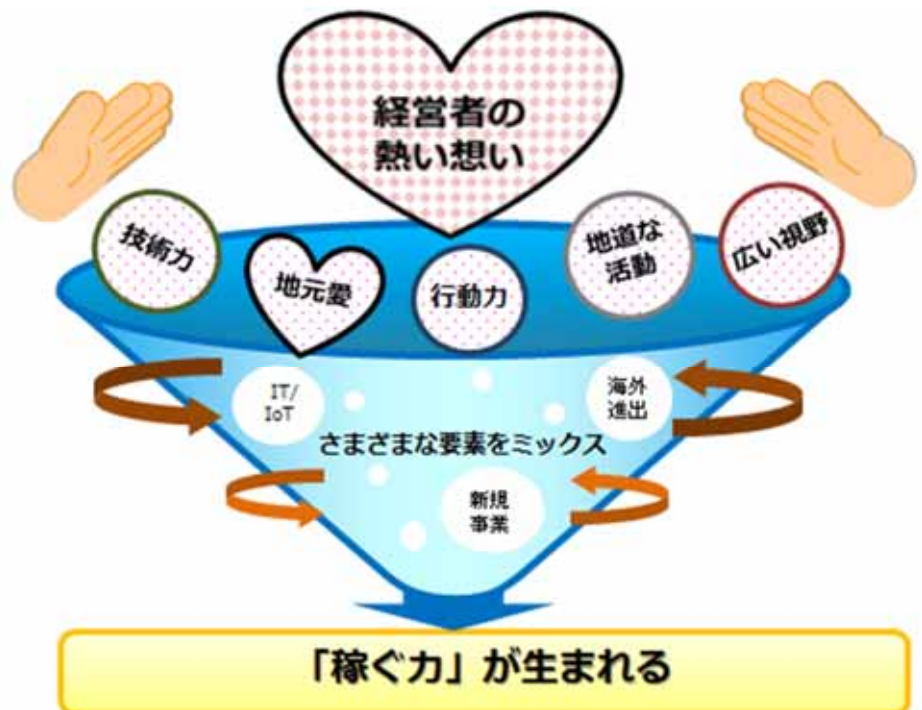 経営者の
熱い想い
技術力
地元愛
行動力
地道な
活動
広い視野
IT/
IoT
海外
進出
さまざまな要素をミックス
新規
事業
「稼ぐ力」が生まれる